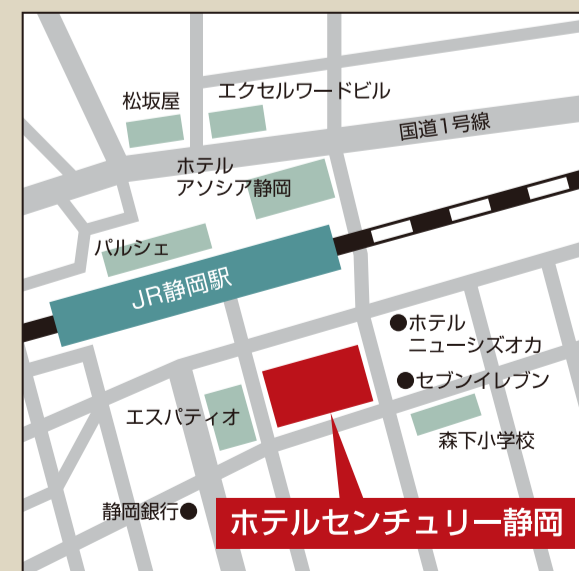 松坂屋
エクセルワードビル
国道1号線
ホテル
アソシア静岡
パルシェ
JR静岡駅
●ホテル
ニューシズオカ
●セブンイレブン
エスパティオ
森下小学校
静岡銀行●
ホテルセンチュリー静岡